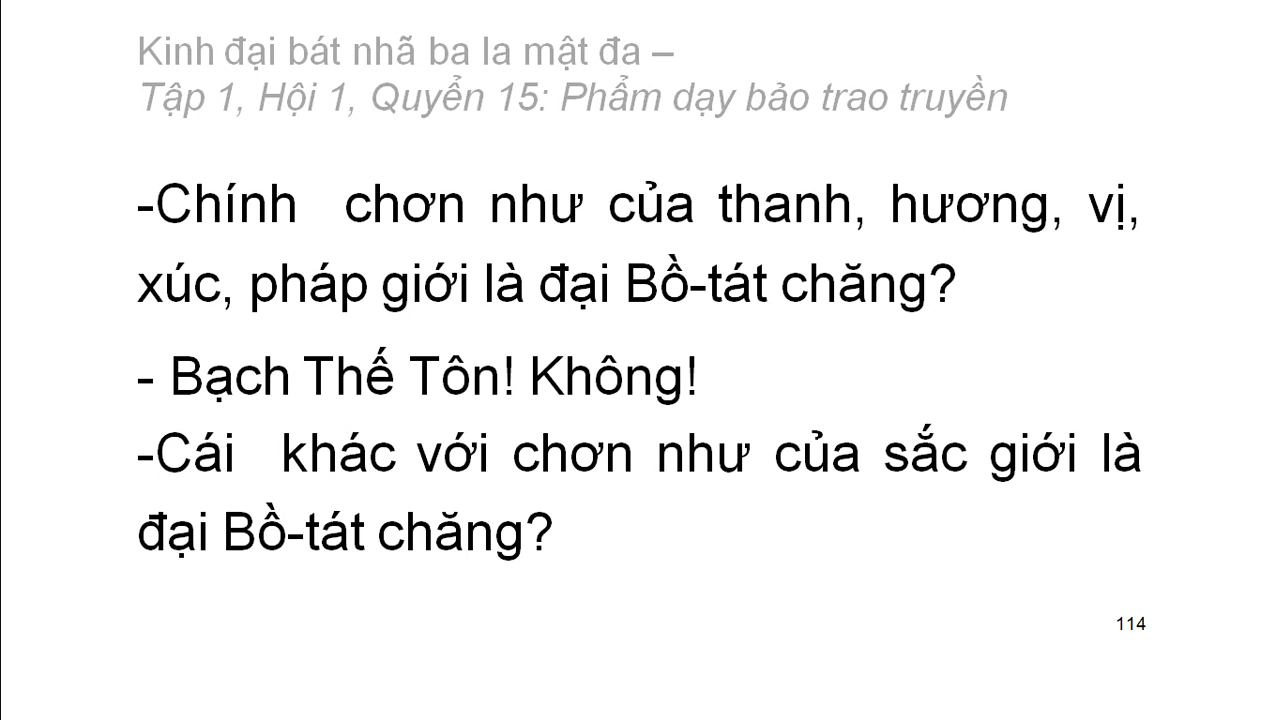 Kinh đại bát nhã ba la mật đa –
Tập 1, Hội 1, Quyển 15: Phẩm dạy bảo trao truyền
-Chính chơn như của thanh, hương, vị,
xúc, pháp giới là đại Bồ-tát chăng?
- Bạch Thế Tôn! Không!
-Cái khác với chơn như của sắc giới là
đại Bồ-tát chăng?
114